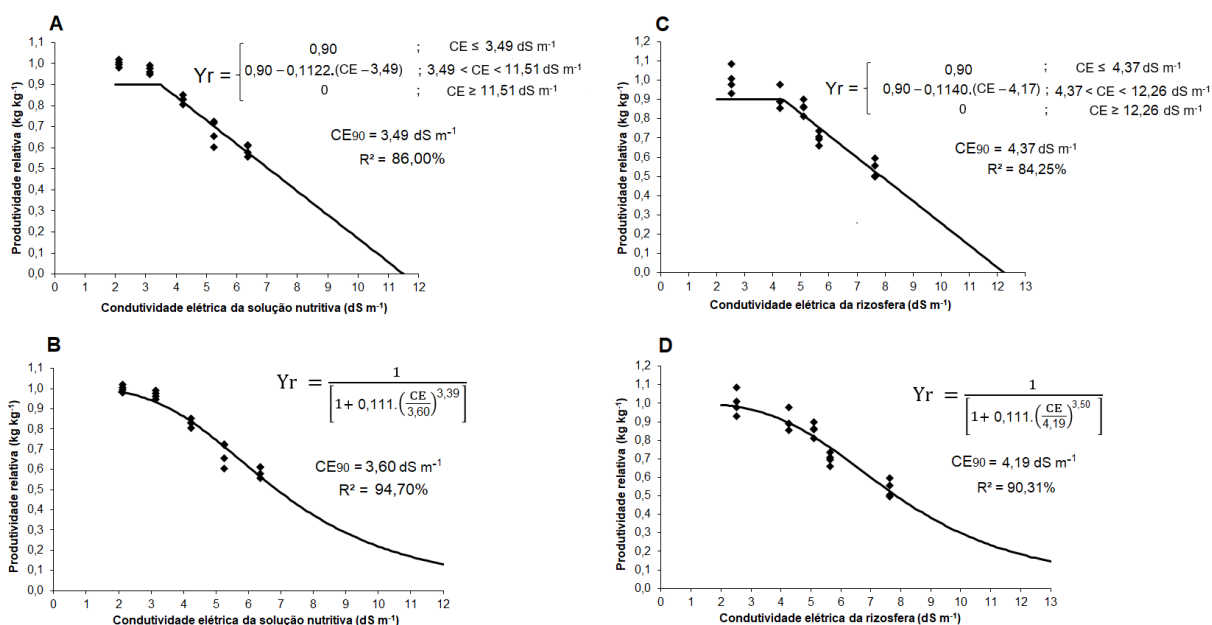 A
1,1
1,0
0,9
0,8
0,7
0,6
0,5
0,4
0,3
0,2
0,1
0,0
Produtividade relativa (kg kg-1)
Yr =
0,90 ; CE ≤ 3,49 dS m-1
0,90 – 0,1122.(CE – 3,49) ; 3,49 < CE < 11,51 dS m-1
0 ; CE ≥ 11,51 dS m-1
CE90 = 3,49 dS m-1
R² = 86,00%
0 1 2 3 4 5 6 7 8 9 10 11 12
Condutividade elétrica da solução nutritiva (dS m-1)
C
1,1
1,0
0,9
0,8
0,7
0,6
0,5
0,4
0,3
0,2
0,1
0,0
Produtividade relativa (kg kg-1)
Yr =
0,90 ; CE ≤ 4,37 dS m-1
0,90 – 0,1140.(CE – 4,17) ; 4,37 < CE < 12,26 dS m-1
0 ; CE ≥ 12,26 dS m-1
CE90 = 4,37 dS m-1
R² = 84,25%
0 1 2 3 4 5 6 7 8 9 10 11 12 13
Condutividade elétrica da rizosfera (dS m-1)
B
1,1
1,0
0,9
0,8
0,7
0,6
0,5
0,4
0,3
0,2
0,1
0,0
Produtividade relativa (kg kg-1)
1
Yr =
[1 + 0,111.(CE/3,60)^3,39]
CE90 = 3,60 dS m-1
R² = 94,70%
0 1 2 3 4 5 6 7 8 9 10 11 12
Condutividade elétrica da solução nutritiva (dS m-1)
D
1,2
1,1
1,0
0,9
0,8
0,7
0,6
0,5
0,4
0,3
0,2
0,1
0,0
Produtividade relativa (kg kg-1)
1
Yr =
[1 + 0,111.(CE/4,19)^3,50]
CE90 = 4,19 dS m-1
R² = 90,31%
0 1 2 3 4 5 6 7 8 9 10 11 12 13
Condutividade elétrica da rizosfera (dS m-1)